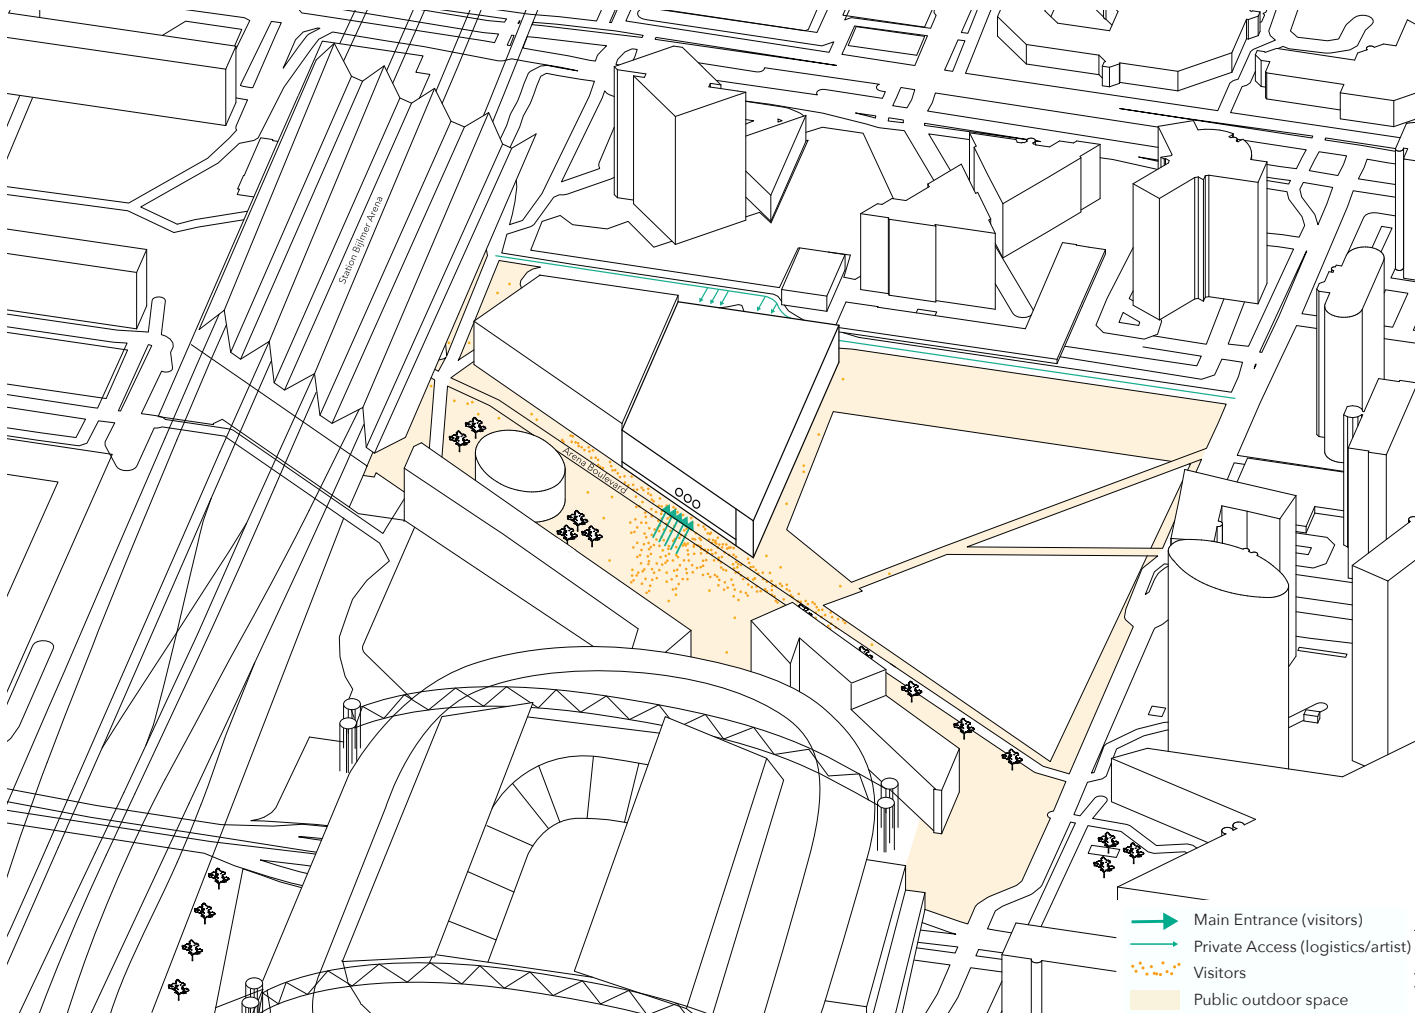 Station Bijlmer Arena
Arena Boulevard
Main Entrance (visitors)
Private Access (logistics/artist)
Visitors
Public outdoor space